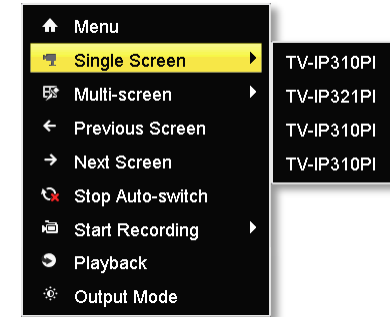 Menu
Single Screen
Multi-screen
Previous Screen
Next Screen
Stop Auto-switch
Start Recording
Playback
Output Mode
TV-IP310PI
TV-IP321PI
TV-IP310PI
TV-IP310PI